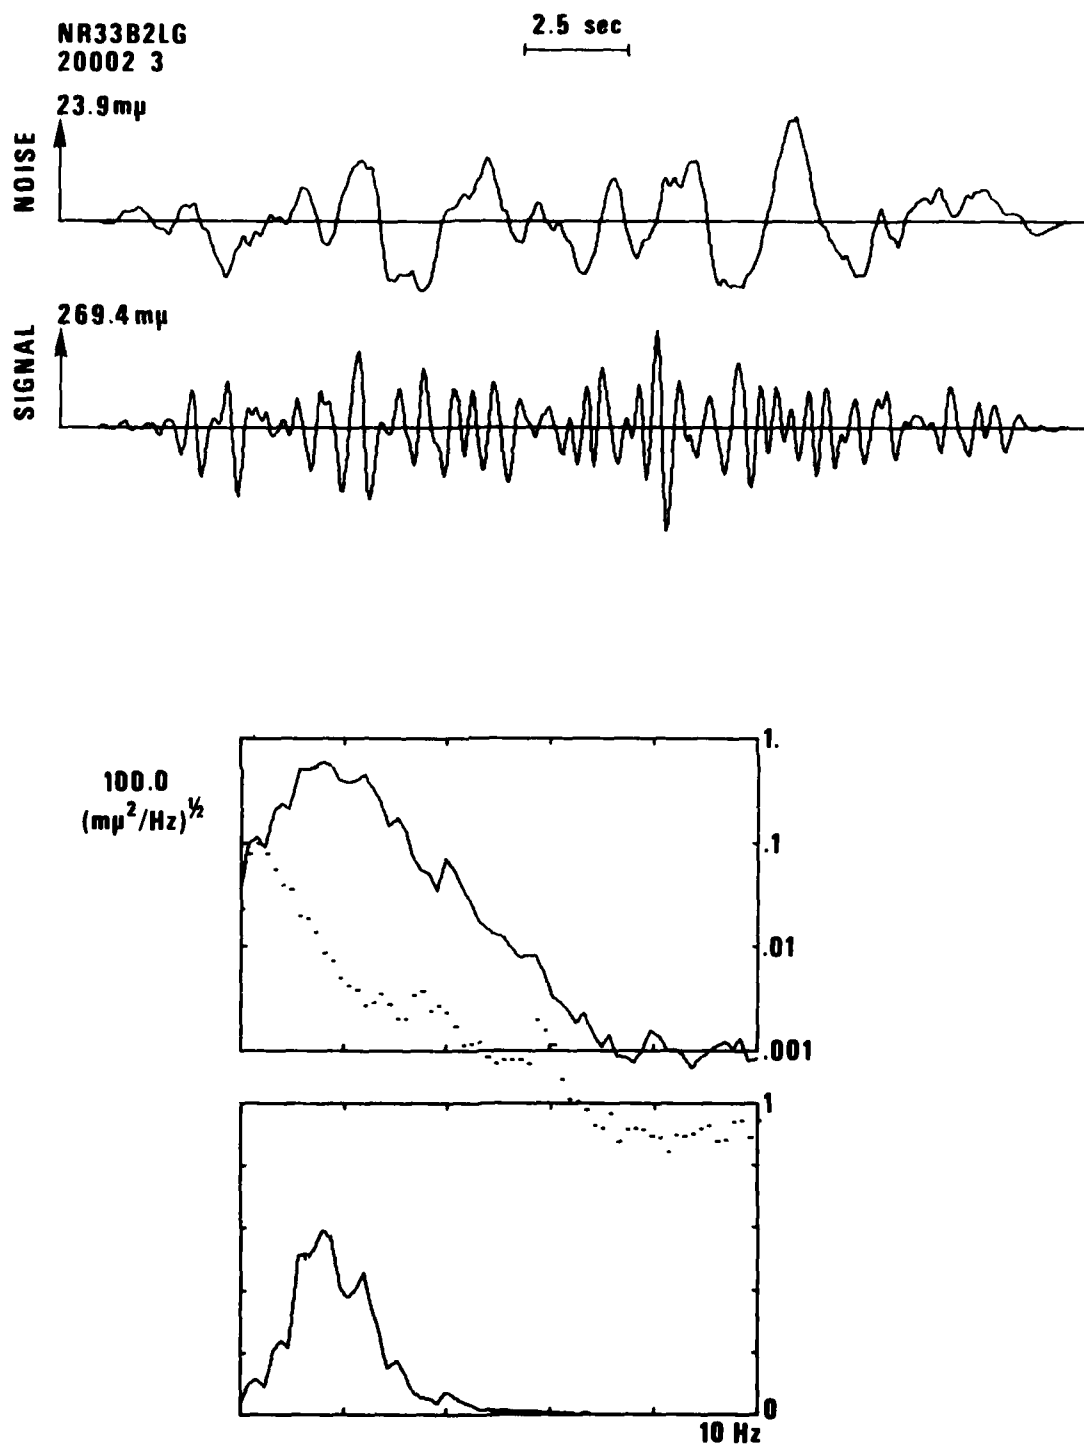 NR33B2LG
20002 3
2.5 sec
23.9mμ
NOISE
269.4mμ
SIGNAL
100.0
(mμ²/Hz)½
1.
.1
.01
.001
1
0
10 Hz